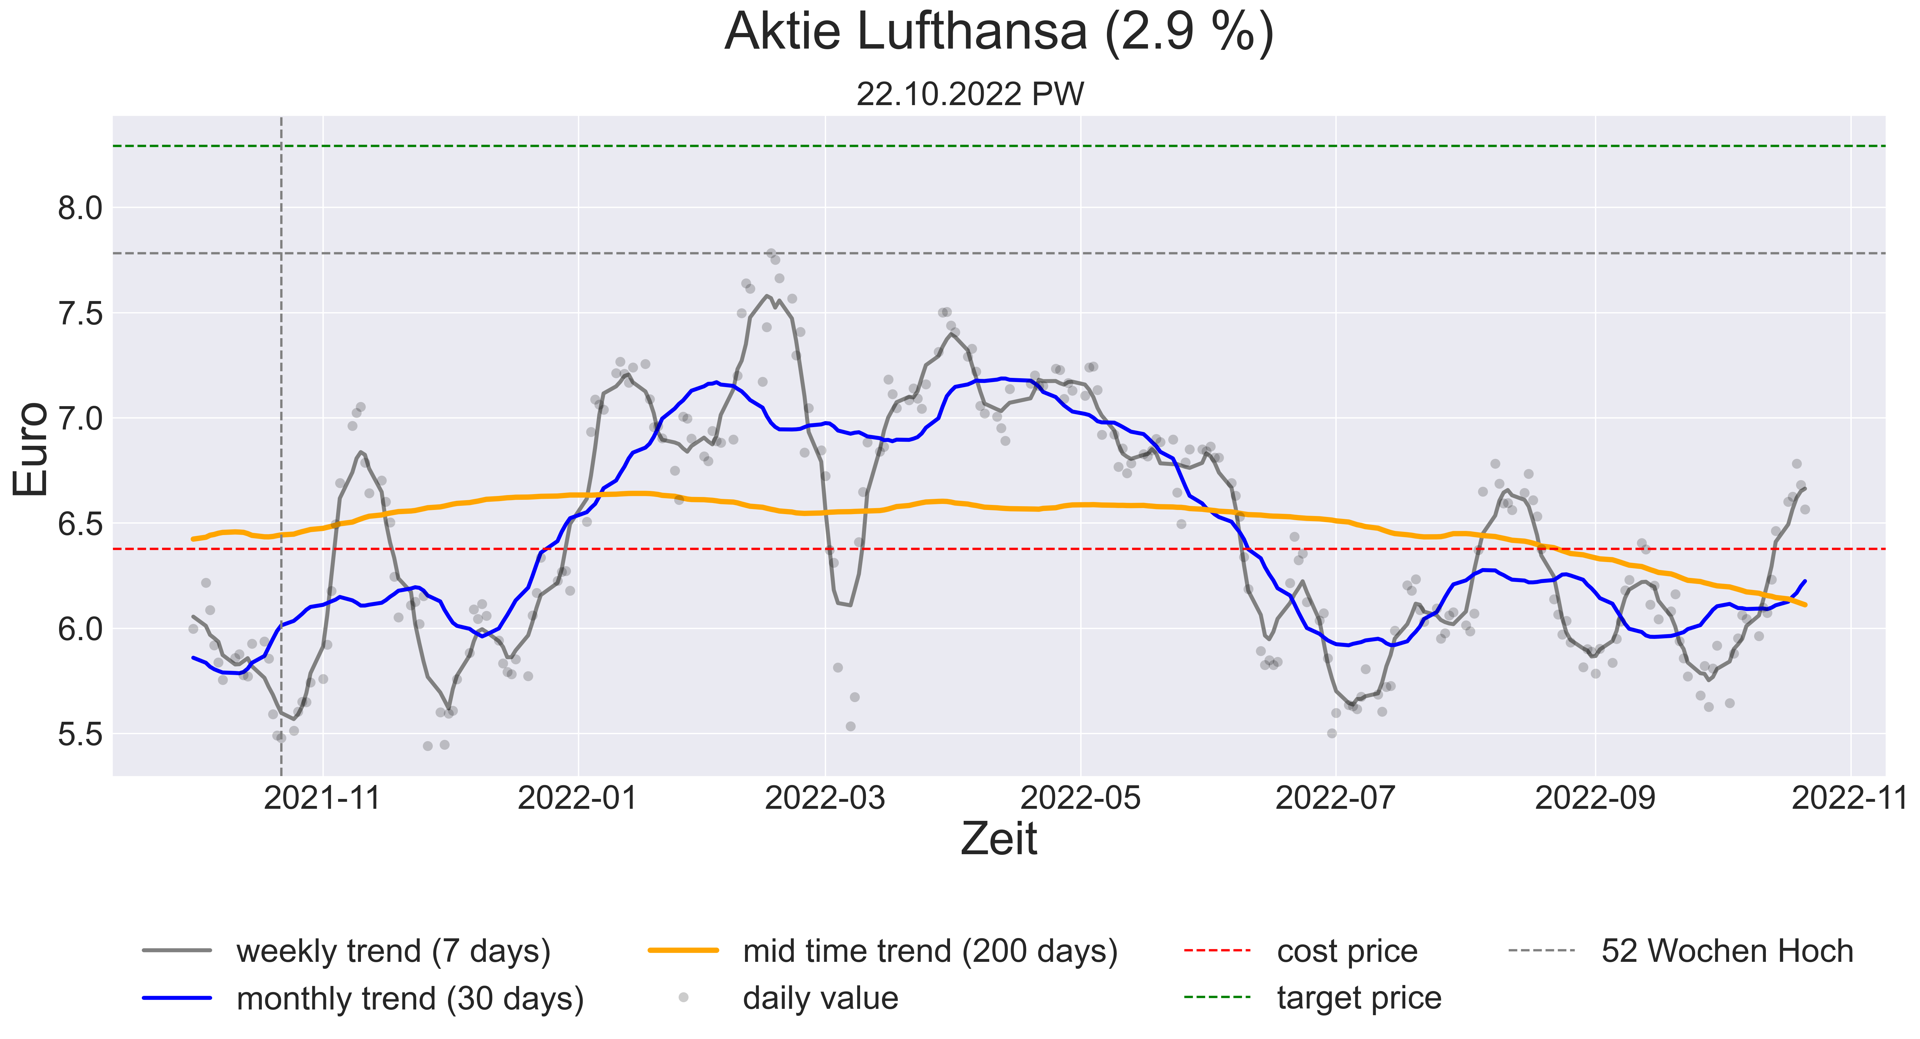 Aktie Lufthansa (2.9 %)
22.10.2022 PW
Euro
8.0
7.5
7.0
6.5
6.0
5.5
2021-11 2022-01 2022-03 2022-05 2022-07 2022-09 2022-11
Zeit
weekly trend (7 days) mid time trend (200 days) cost price 52 Wochen Hoch
monthly trend (30 days) daily value target price